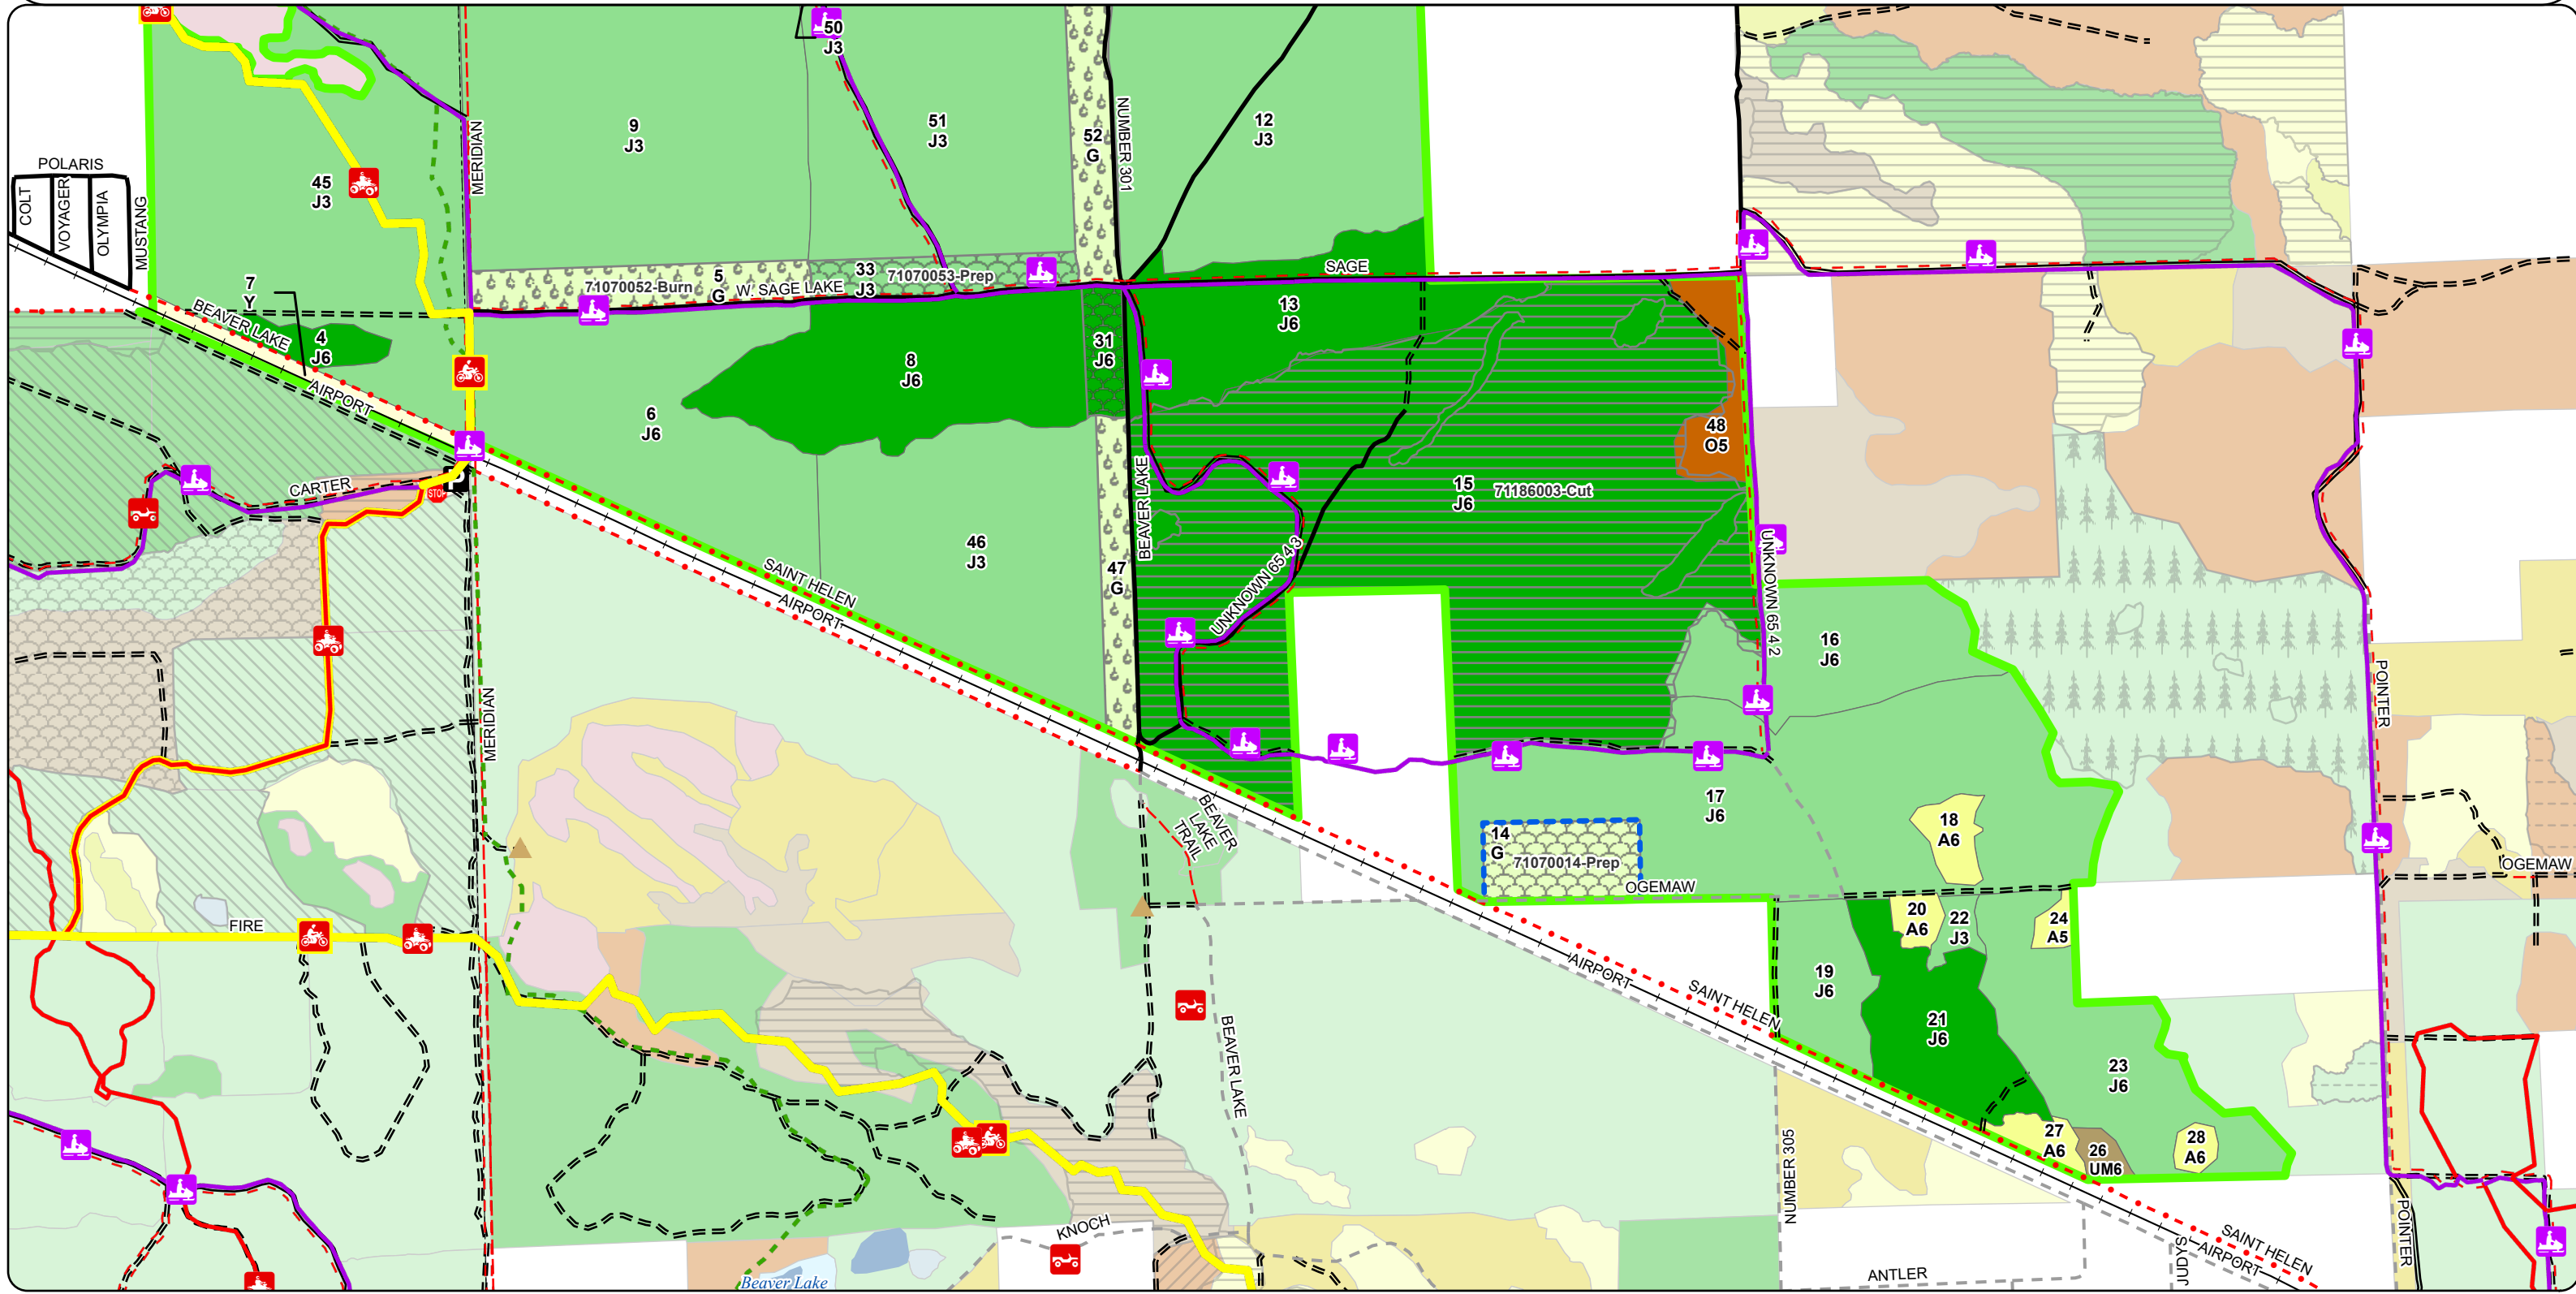 50
J3
9
J3
51
J3
52
G
NUMBER 301
12
J3
MERIDIAN
POLARIS
COLT
VOYAGER
OLYMPIA
MUSTANG
45
J3
7
Y
BEAVER LAKE
4
J6
AIRPORT
71070052-Burn
5
G
W. SAGE LAKE
33
J3
71070053-Prep
SAGE
13
J6
31
J6
8
J6
6
J6
48
O5
15
J6
71186003-Cut
BEAVER LAKE
CARTER
STOP
P
46
J3
47
G
UNKNOWN 65 4 3
UNKNOWN 65 4 2
SAINT HELEN
AIRPORT
16
J6
MERIDIAN
POINTER
17
J6
14
G
71070014-Prep
18
A6
BEAVER
LAKE
TRAIL
OGEMAW
OGEMAW
FIRE
20
A6
22
J3
24
A5
19
J6
AIRPORT
SAINT HELEN
21
J6
23
J6
BEAVER LAKE
27
A6
26
UM6
28
A6
NUMBER 305
KNOCH
POINTER
JUDYS
SAINT HELEN
AIRPORT
ANTLER
Beaver Lake